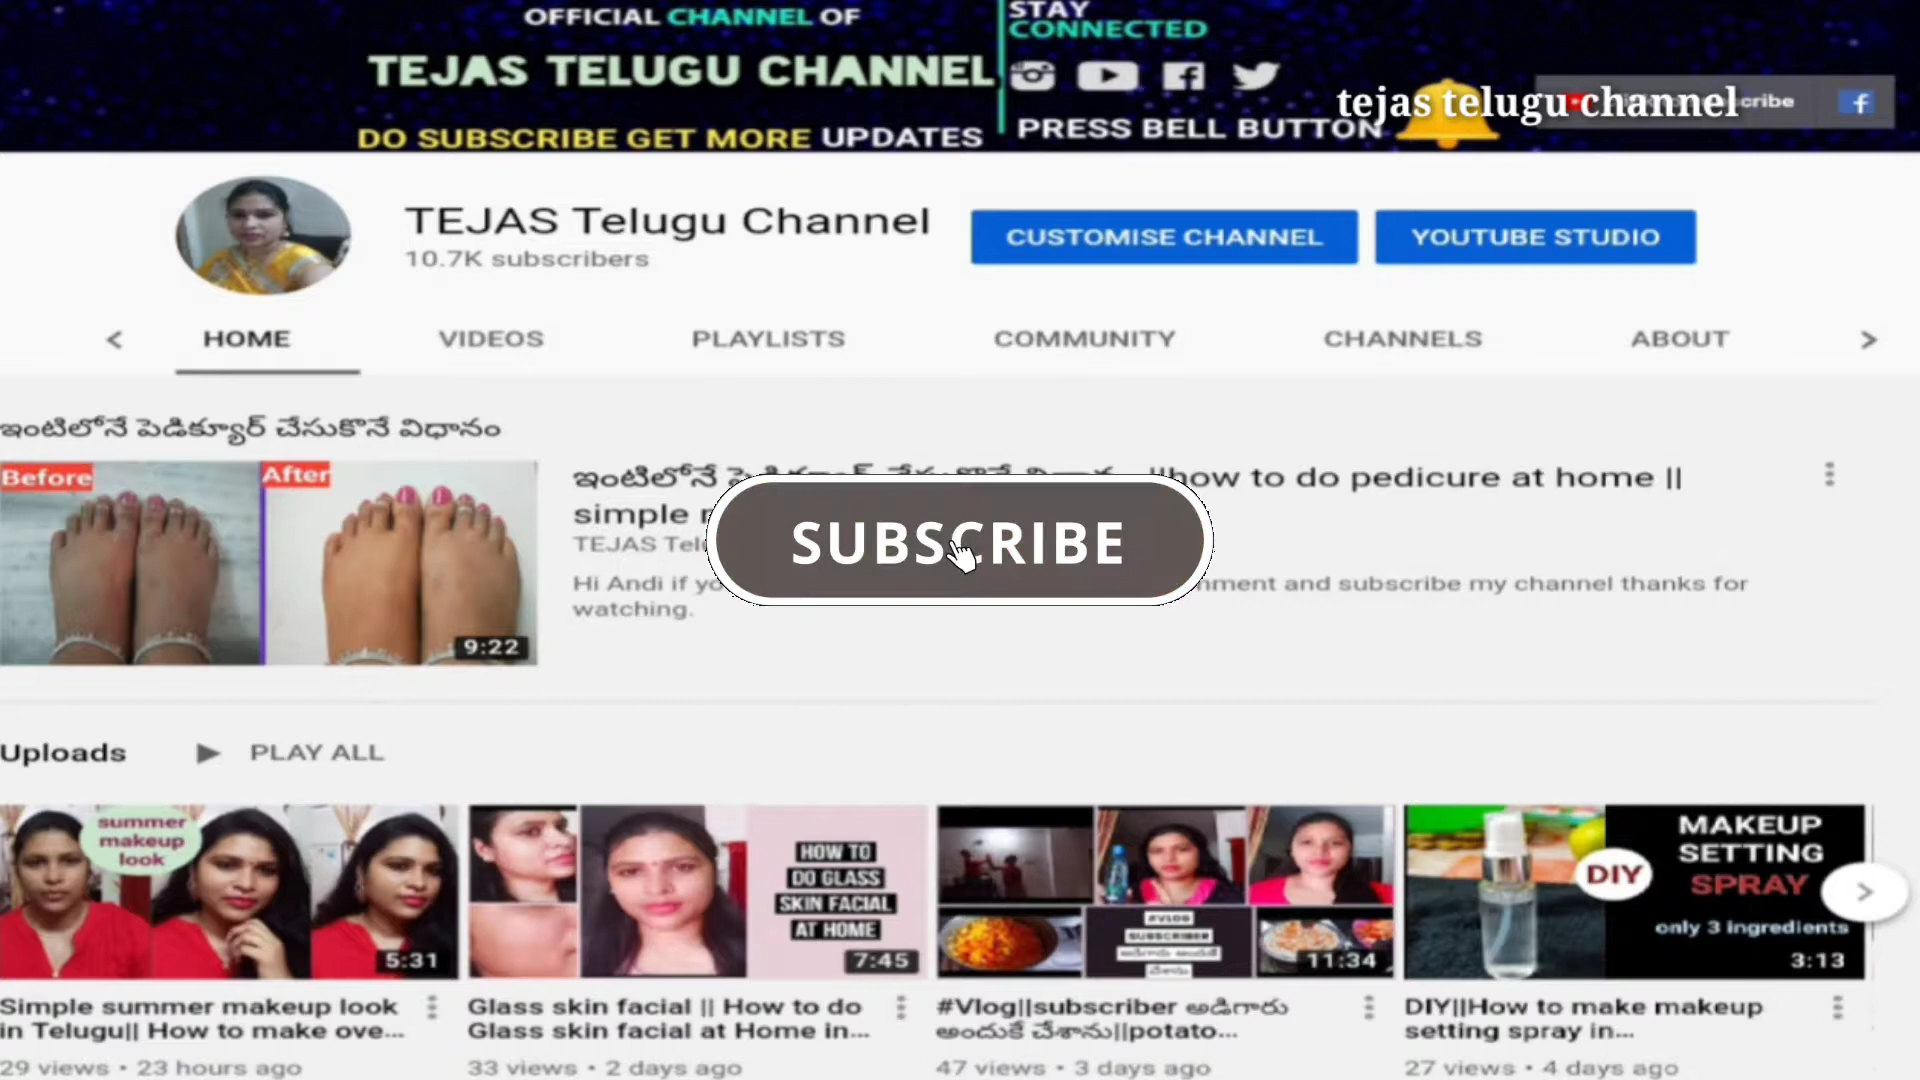 OFFICIAL CHANNEL OF
TEJAS TELUGU CHANNEL
DO SUBSCRIBE GET MORE UPDATES
STAY
CONNECTED
PRESS BELL BUTTON
tejas telugu channel
TEJAS Telugu Channel
10.7K subscribers
CUSTOMISE CHANNEL
YOUTUBE STUDIO
HOME VIDEOS PLAYLISTS COMMUNITY CHANNELS ABOUT
ఇంటిలోనే పెడిక్యూర్ చేసుకొనే విధానం
Before
After
9:22
ఇంటిలోనే ||how to do pedicure at home ||
simple
TEJAS
Hi Andi if and subscribe my channel thanks for
watching.
SUBSCRIBE
Uploads PLAY ALL
summer
makeup
look
5:31
HOW TO
DO GLASS
SKIN FACIAL
AT HOME
7:45
#VLOG
SUBSCRIBER
11:34
MAKEUP
SETTING
SPRAY
DIY
only 3 ingredients
3:13
Simple summer makeup look
in Telugu|| How to make ove...
29 views • 23 hours ago
Glass skin facial || How to do
Glass skin facial at Home in...
33 views • 2 days ago
#Vlog||subscriber అడిగారు
అందుకే చేశాను||potato...
47 views • 3 days ago
DIY||How to make makeup
setting spray in...
27 views • 4 days ago